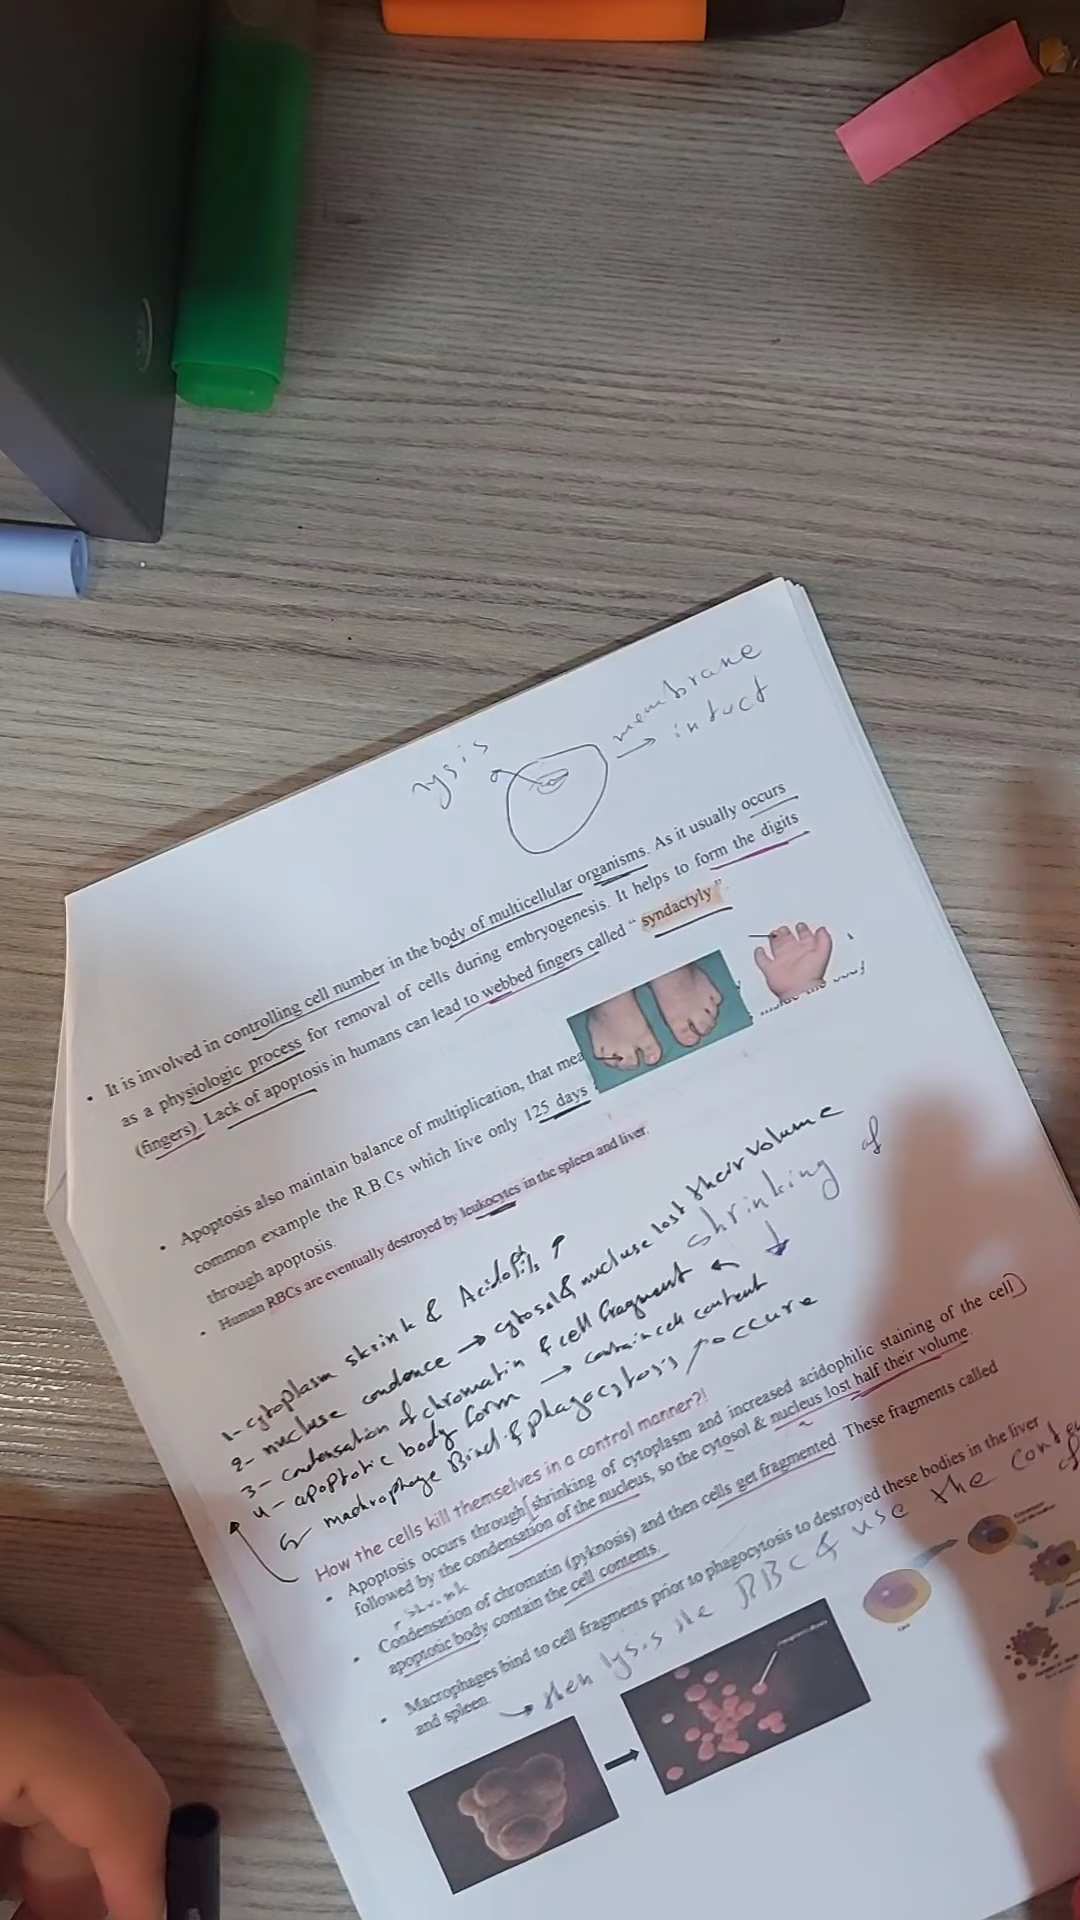 membrane
lysis → intact
• It is involved in controlling cell number in the body of multicellular organisms. As it usually occurs
as a physiologic process for removal of cells during embryogenesis. It helps to form the digits
(fingers). Lack of apoptosis in humans can lead to webbed fingers called “ syndactyly ”.
• Apoptosis also maintain balance of multiplication, that mea
common example the R.B.Cs which live only 125 days
through apoptosis.
• Human RBCs are eventually destroyed by leukocytes in the spleen and liver.
1- cytoplasm skrink & Acidofils ↑
2- nucluse condence → cytosol & nucluse lost their volume
3- condensation of chromatin & cell fragment
shrinking of
4- apoptotic body form → contain cell content
machrophage Bind & phagocytosis occure
How the cells kill themselves in a control manner?!
• Apoptosis occurs through shrinking of cytoplasm and increased acidophilic staining of the cell
followed by the condensation of the nucleus, so the cytosol & nucleus lost half their volume.
shrink
• Condensation of chromatin (pyknosis) and then cells get fragmented. These fragments called
apoptotic body contain the cell contents.
• Macrophages bind to cell fragments prior to phagocytosis to destroyed these bodies in the liver
and spleen
→ then lysis the RBC & use the